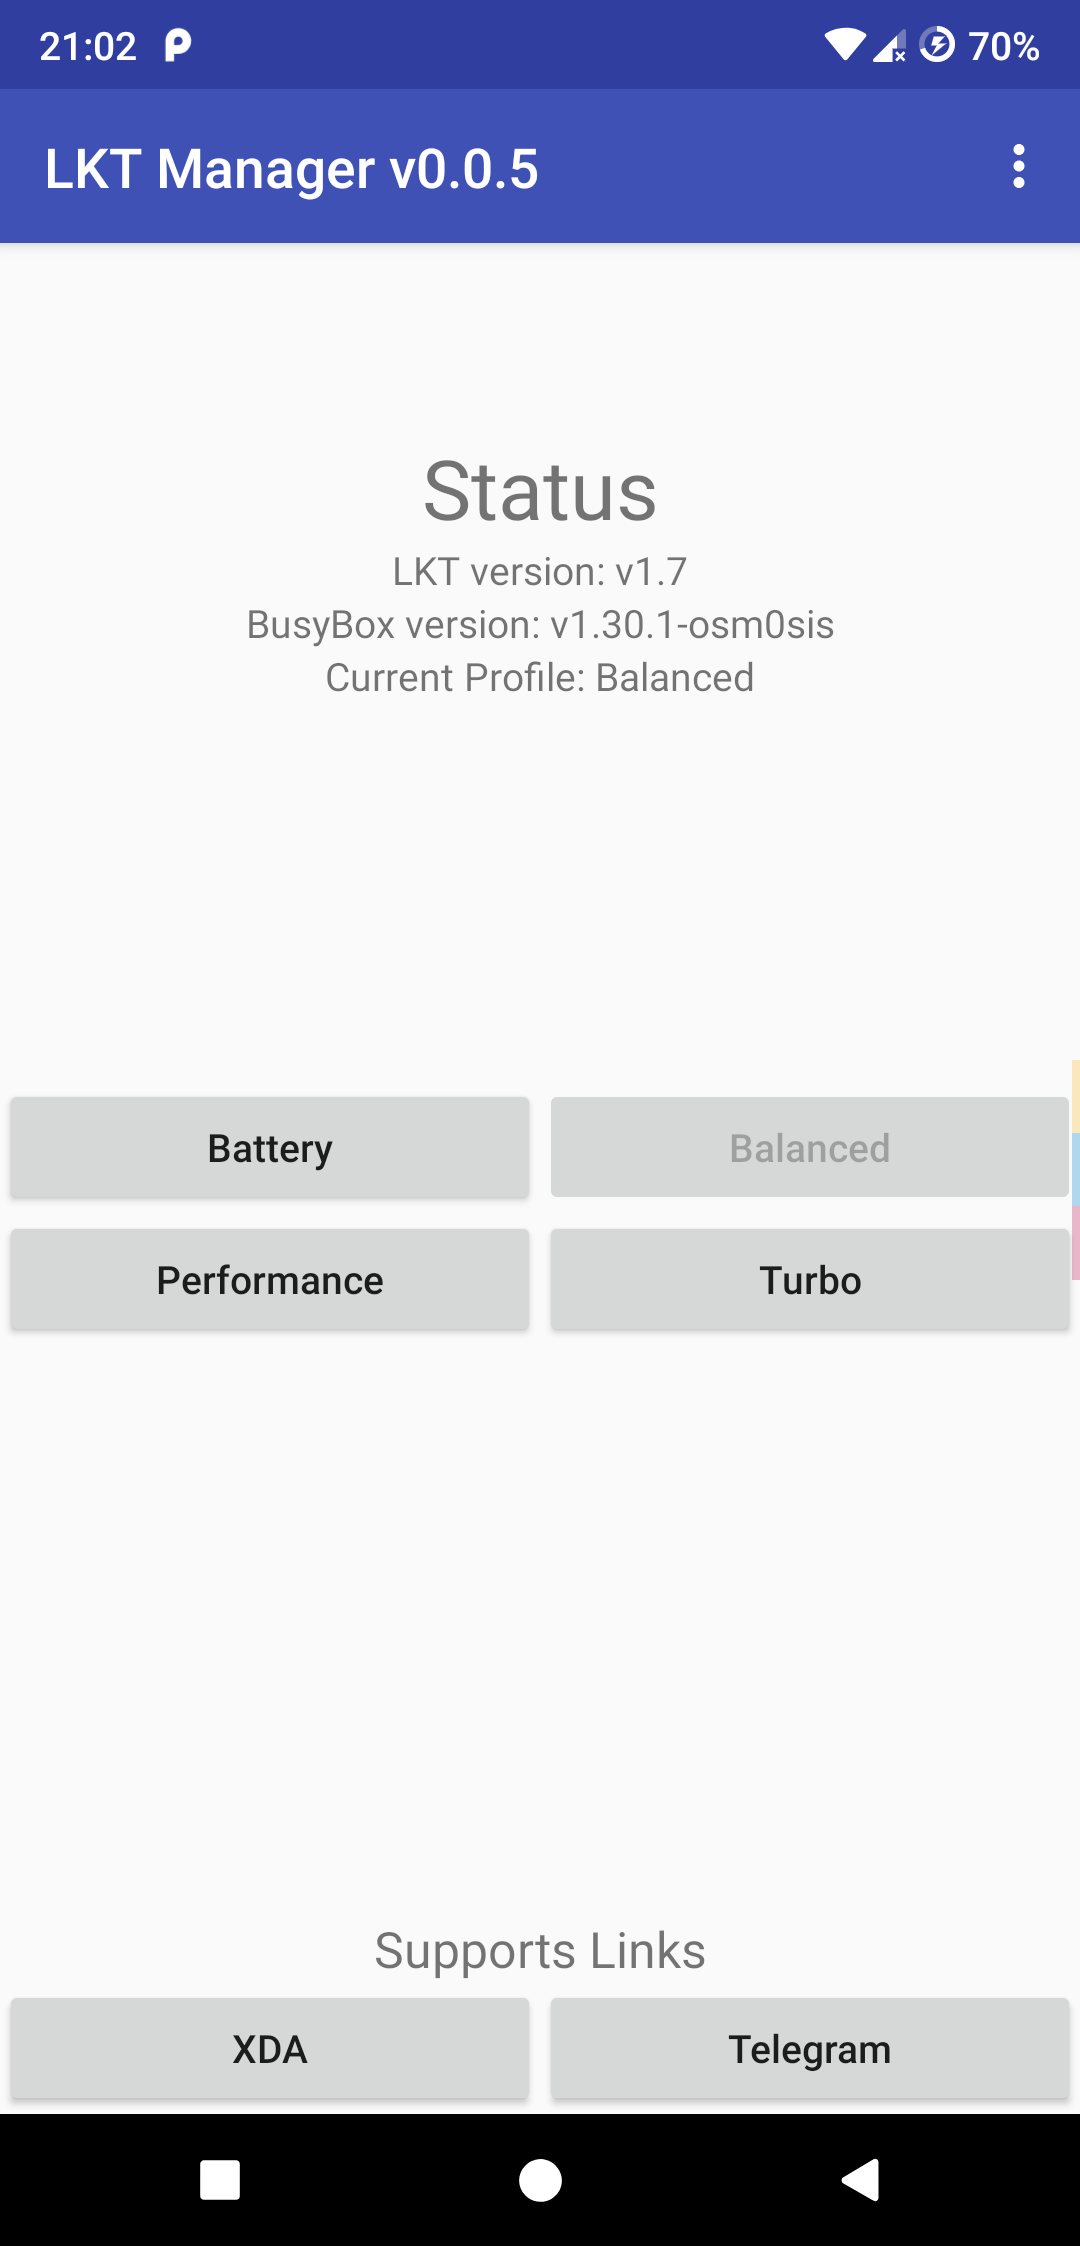 21:02 70%
LKT Manager v0.0.5
Status
LKT version: v1.7
BusyBox version: v1.30.1-osm0sis
Current Profile: Balanced
Battery Balanced
Performance Turbo
Supports Links
XDA Telegram